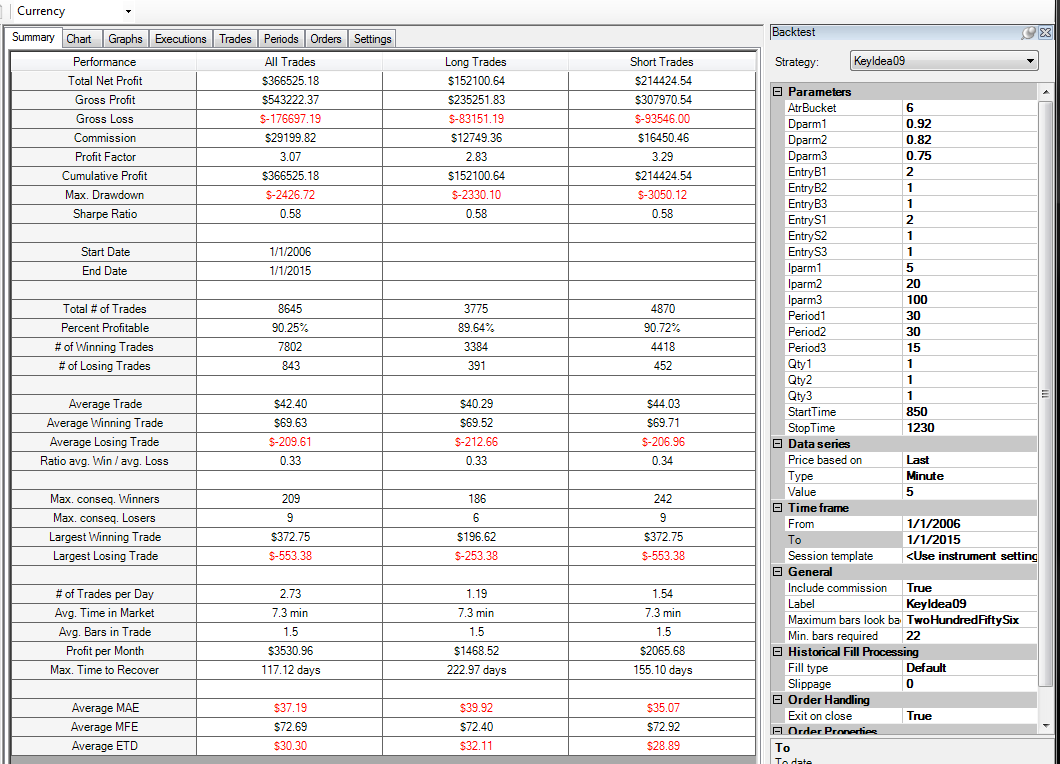 Currency
Summary Chart Graphs Executions Trades Periods Orders Settings
Performance All Trades Long Trades Short Trades
Total Net Profit $366525.18 $152100.64 $214424.54
Gross Profit $543222.37 $235251.83 $307970.54
Gross Loss $-176697.19 $-83151.19 $-93546.00
Commission $29199.82 $12749.36 $16450.46
Profit Factor 3.07 2.83 3.29
Cumulative Profit $366525.18 $152100.64 $214424.54
Max. Drawdown $-2426.72 $-2330.10 $-3050.12
Sharpe Ratio 0.58 0.58 0.58
Start Date 1/1/2006
End Date 1/1/2015
Total # of Trades 8645 3775 4870
Percent Profitable 90.25% 89.64% 90.72%
# of Winning Trades 7802 3384 4418
# of Losing Trades 843 391 452
Average Trade $42.40 $40.29 $44.03
Average Winning Trade $69.63 $69.52 $69.71
Average Losing Trade $-209.61 $-212.66 $-206.96
Ratio avg. Win / avg. Loss 0.33 0.33 0.34
Max. conseq. Winners 209 186 242
Max. conseq. Losers 9 6 9
Largest Winning Trade $372.75 $196.62 $372.75
Largest Losing Trade $-553.38 $-253.38 $-553.38
# of Trades per Day 2.73 1.19 1.54
Avg. Time in Market 7.3 min 7.3 min 7.3 min
Avg. Bars in Trade 1.5 1.5 1.5
Profit per Month $3530.96 $1468.52 $2065.68
Max. Time to Recover 117.12 days 222.97 days 155.10 days
Average MAE $37.19 $39.92 $35.07
Average MFE $72.69 $72.40 $72.92
Average ETD $30.30 $32.11 $28.89
Backtest
Strategy: KeyIdea09
Parameters
AtrBucket 6
Dparm1 0.92
Dparm2 0.82
Dparm3 0.75
EntryB1 2
EntryB2 1
EntryB3 1
EntryS1 2
EntryS2 1
EntryS3 1
Iparm1 5
Iparm2 20
Iparm3 100
Period1 30
Period2 30
Period3 15
Qty1 1
Qty2 1
Qty3 1
StartTime 850
StopTime 1230
Data series
Price based on Last
Type Minute
Value 5
Time frame
From 1/1/2006
To 1/1/2015
Session template <Use instrument setting
General
Include commission True
Label KeyIdea09
Maximum bars look ba TwoHundredFiftySix
Min. bars required 22
Historical Fill Processing
Fill type Default
Slippage 0
Order Handling
Exit on close True
Order Properties
To
To date